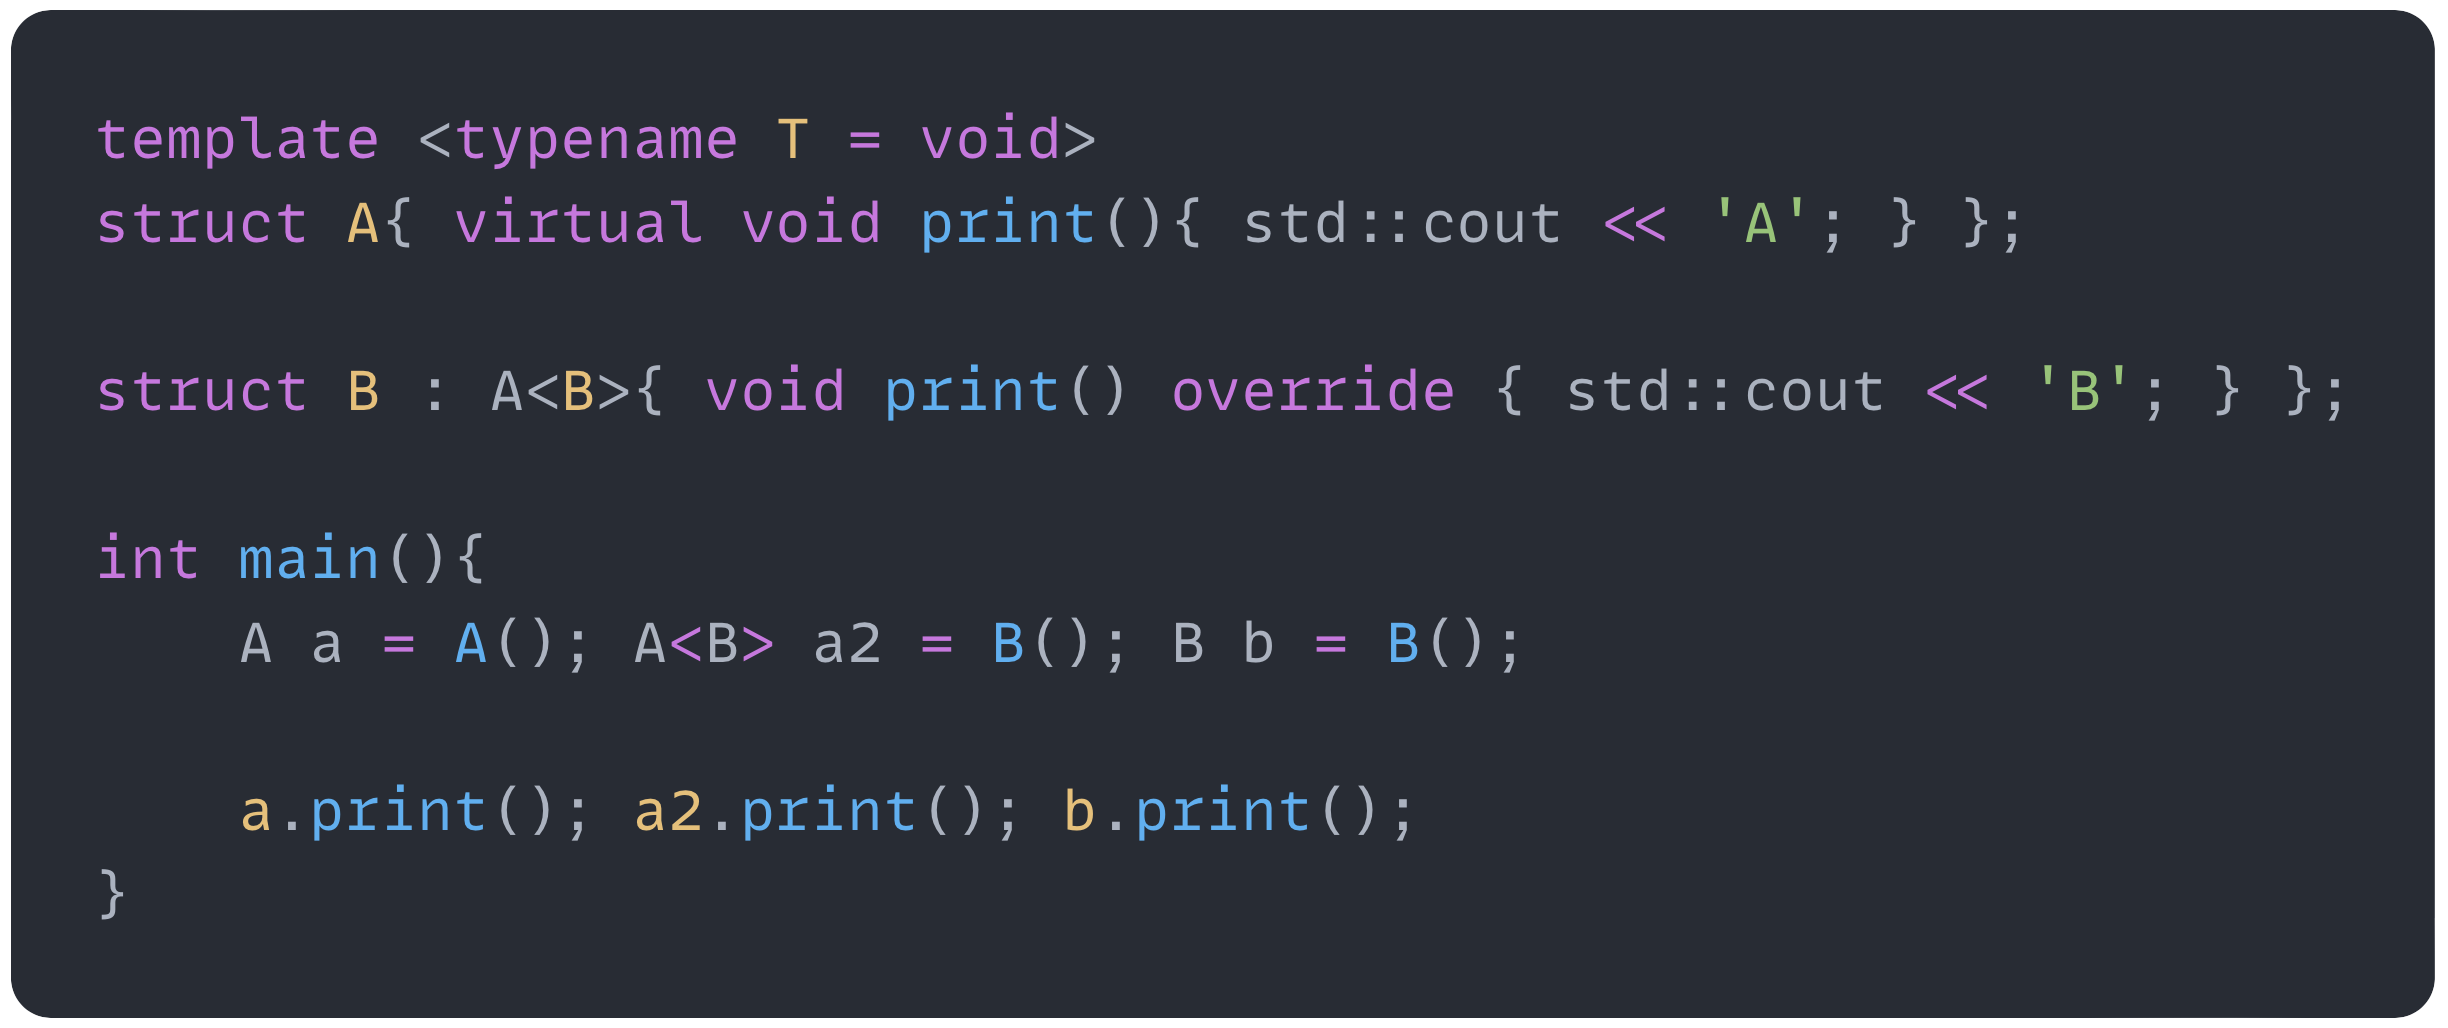 template <typename T = void>
struct A{ virtual void print(){ std::cout << 'A'; } };
struct B : A<B>{ void print() override { std::cout << 'B'; } };
int main(){
    A a = A(); A<B> a2 = B(); B b = B();
    a.print(); a2.print(); b.print();
}